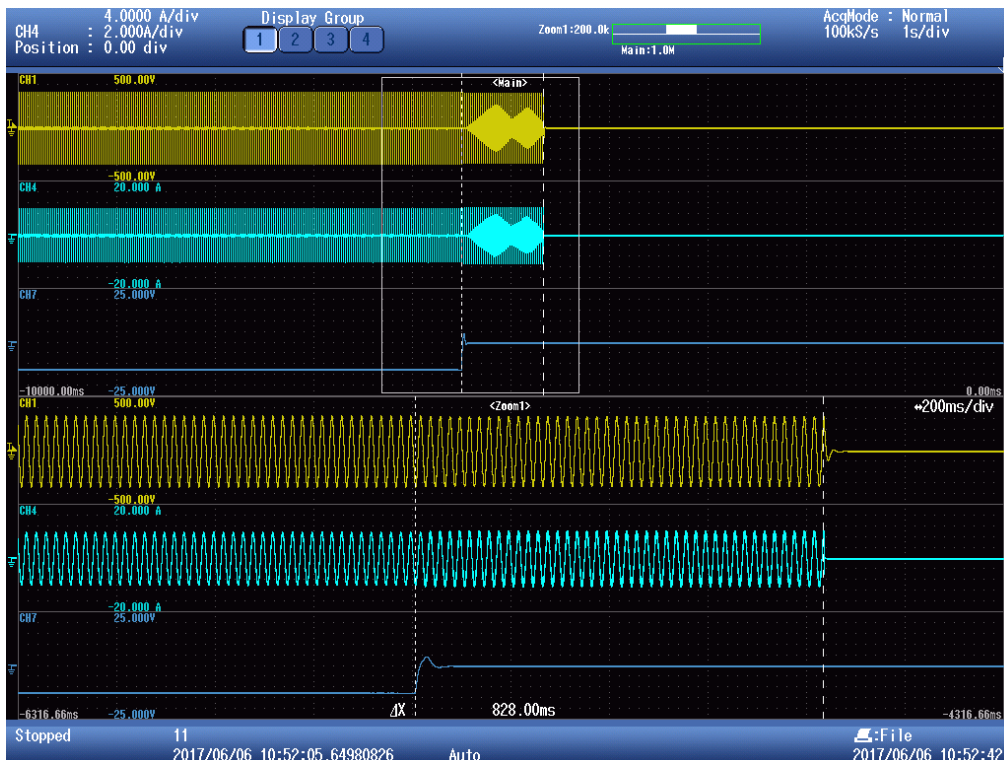 4.0000 A/div
CH4 : 2.000A/div
Position : 0.00 div
Display Group
1 2 3 4
Zoom1:200.0k
Main:1.0M
AcqMode : Normal
100kS/s 1s/div
CH1 500.00V
<Main>
-500.00V
CH4 20.000 A
-20.000 A
CH7 25.000V
-10000.00ms -25.000V 0.00ms
CH1 500.00V
<Zoom1>
⇔200ms/div
-500.00V
CH4 20.000 A
-20.000 A
CH7 25.000V
ΔX 828.00ms
-6316.66ms -25.000V -4316.66ms
Stopped 11
:File
2017/06/06 10:52:05.64980826 Auto 2017/06/06 10:52:42